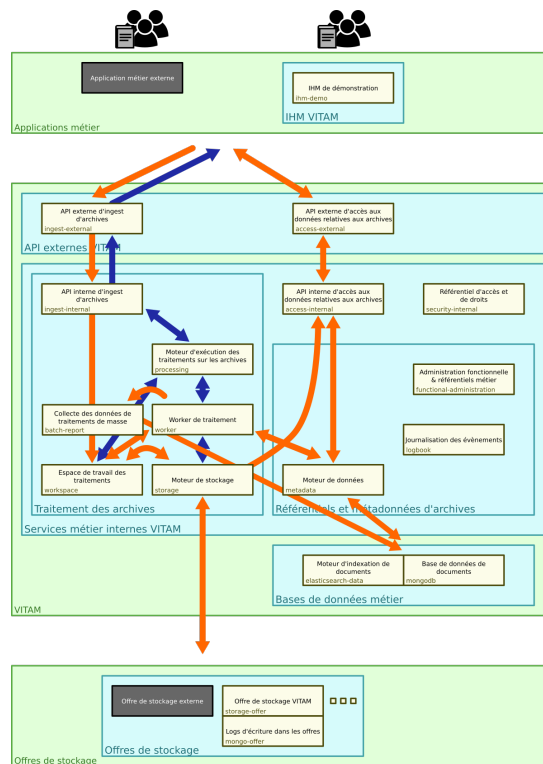 Application métier externe
IHM de démonstration
ihm-demo
IHM VITAM
Applications métier
API externe d'ingest
d'archives
ingest-external
API externe d'accès aux
données relatives aux archives
access-external
API externes VITAM
API interne d'ingest
d'archives
ingest-internal
API interne d'accès aux
données relatives aux archives
access-internal
Référentiel d'accès et
de droits
security-internal
Moteur d'exécution des
traitements sur les archives
processing
Administration fonctionnelle
& référentiels métier
functional-administration
Collecte des données de
traitements de masse
batch-report
Worker de traitement
worker
Journalisation des évènements
logbook
Espace de travail des
traitements
workspace
Moteur de stockage
storage
Moteur de données
metadata
Traitement des archives
Référentiels et métadonnées d'archives
Services métier internes VITAM
Moteur d'indexation de
documents
elasticsearch-data
Base de données de
documents
mongodb
Bases de données métier
VITAM
Offre de stockage externe
Offre de stockage VITAM
storage-offer
Logs d'écriture dans les offres
mongo-offer
Offres de stockage
Offres de stockage